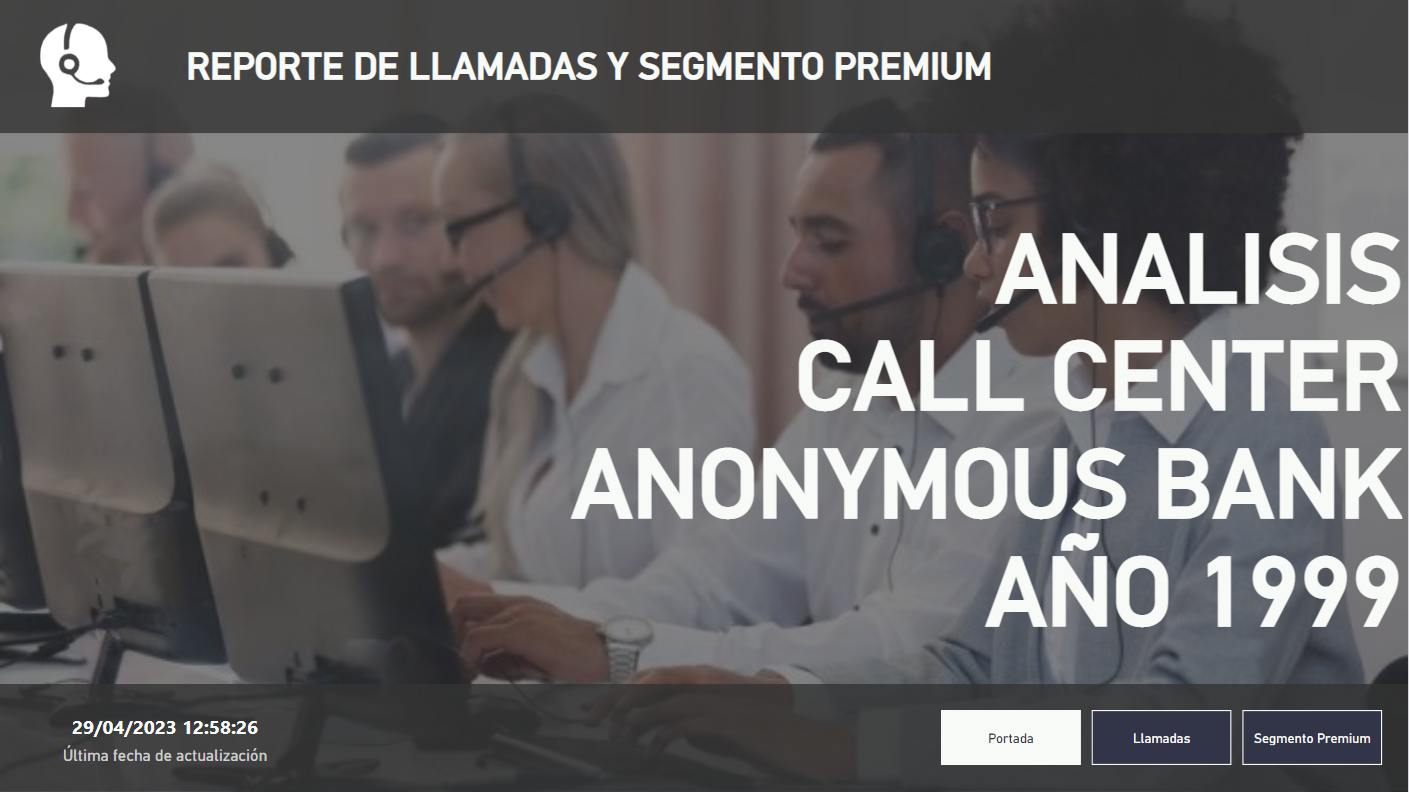 REPORTE DE LLAMADAS Y SEGMENTO PREMIUM
ANALISIS
CALL CENTER
ANONYMOUS BANK
AÑO 1999
29/04/2023 12:58:26
Última fecha de actualización
Portada
Llamadas
Segmento Premium